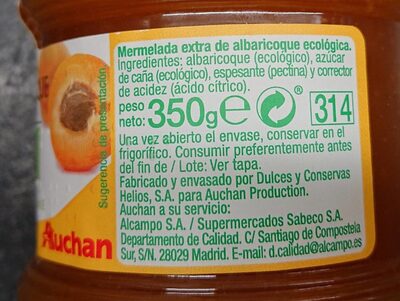 Mermelada extra de albaricoque ecológica.
Ingredientes: albaricoque (ecológico), azúcar
de caña (ecológico), espesante (pectina) y corrector
de acidez (ácido cítrico).
peso
neto: 350g e ® 314
Una vez abierto el envase, conservar en el
frigorífico. Consumir preferentemente antes
del fin de / Lote: Ver tapa.
Fabricado y envasado por Dulces y Conservas
Helios, S.A. para Auchan Production.
Auchan a su servicio:
Alcampo S.A. / Supermercados Sabeco S.A.
Departamento de Calidad. C/ Santiago de Compostela
Sur, S/N. 28029 Madrid. E-mail: d.calidad@alcampo.es
Sugerencia de presentación.
Auchan